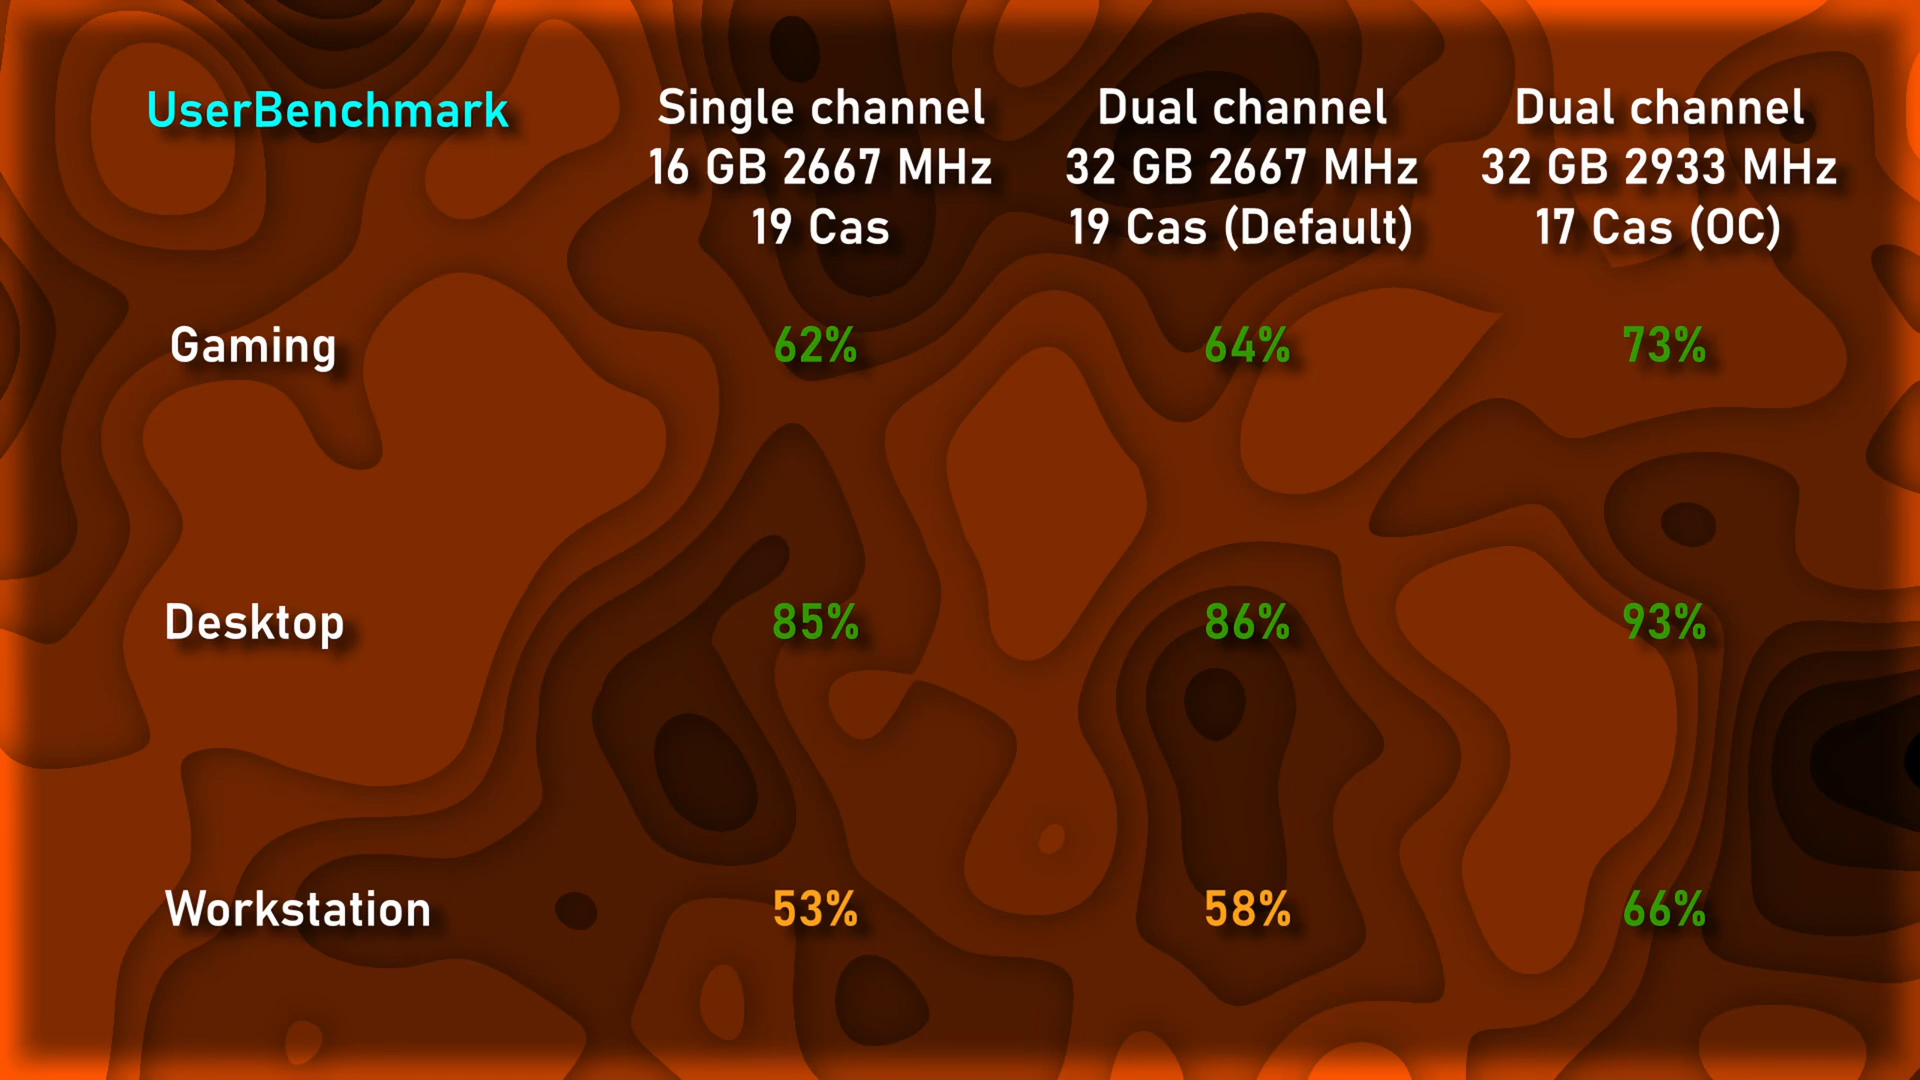 UserBenchmark
Single channel
16 GB 2667 MHz
19 Cas
Dual channel
32 GB 2667 MHz
19 Cas (Default)
Dual channel
32 GB 2933 MHz
17 Cas (OC)
Gaming 62% 64% 73%
Desktop 85% 86% 93%
Workstation 53% 58% 66%